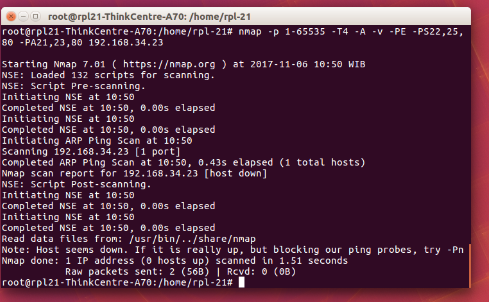 root@rpl21-ThinkCentre-A70: /home/rpl-21
root@rpl21-ThinkCentre-A70:/home/rpl-21# nmap -p 1-65535 -T4 -A -v -PE -PS22,25,
80 -PA21,23,80 192.168.34.23
Starting Nmap 7.01 ( https://nmap.org ) at 2017-11-06 10:50 WIB
NSE: Loaded 132 scripts for scanning.
NSE: Script Pre-scanning.
Initiating NSE at 10:50
Completed NSE at 10:50, 0.00s elapsed
Initiating NSE at 10:50
Completed NSE at 10:50, 0.00s elapsed
Initiating ARP Ping Scan at 10:50
Scanning 192.168.34.23 [1 port]
Completed ARP Ping Scan at 10:50, 0.43s elapsed (1 total hosts)
Nmap scan report for 192.168.34.23 [host down]
NSE: Script Post-scanning.
Initiating NSE at 10:50
Completed NSE at 10:50, 0.00s elapsed
Initiating NSE at 10:50
Completed NSE at 10:50, 0.00s elapsed
Read data files from: /usr/bin/../share/nmap
Note: Host seems down. If it is really up, but blocking our ping probes, try -Pn
Nmap done: 1 IP address (0 hosts up) scanned in 1.51 seconds
Raw packets sent: 2 (56B) | Rcvd: 0 (0B)
root@rpl21-ThinkCentre-A70:/home/rpl-21#